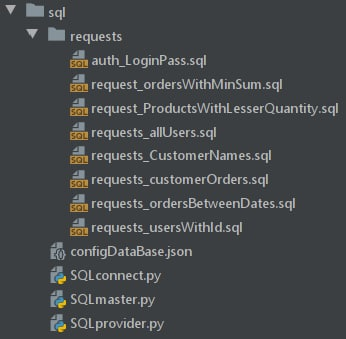 sql
requests
auth_LoginPass.sql
request_ordersWithMinSum.sql
request_ProductsWithLesserQuantity.sql
requests_allUsers.sql
requests_CustomerNames.sql
requests_customerOrders.sql
requests_ordersBetweenDates.sql
requests_usersWithId.sql
configDataBase.json
SQLconnect.py
SQLmaster.py
SQLprovider.py